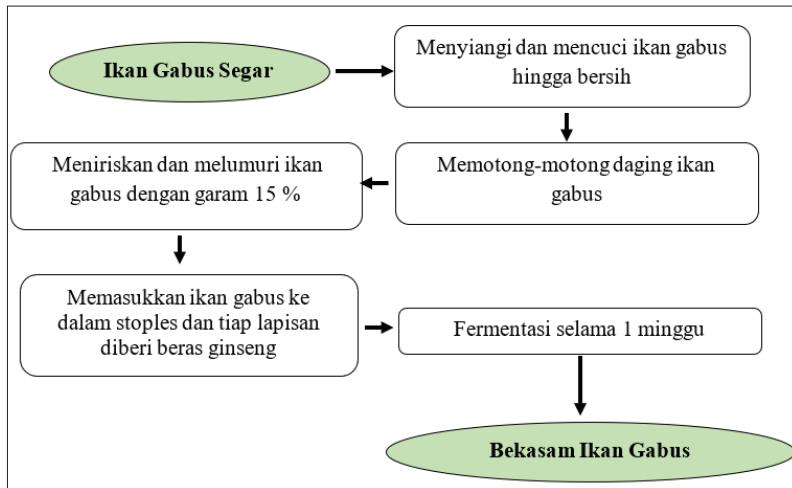 Ikan Gabus Segar
Menyiangi dan mencuci ikan gabus
hingga bersih
Memotong-motong daging ikan
gabus
Meniriskan dan melumuri ikan
gabus dengan garam 15 %
Memasukkan ikan gabus ke
dalam stoples dan tiap lapisan
diberi beras ginseng
Fermentasi selama 1 minggu
Bekasam Ikan Gabus